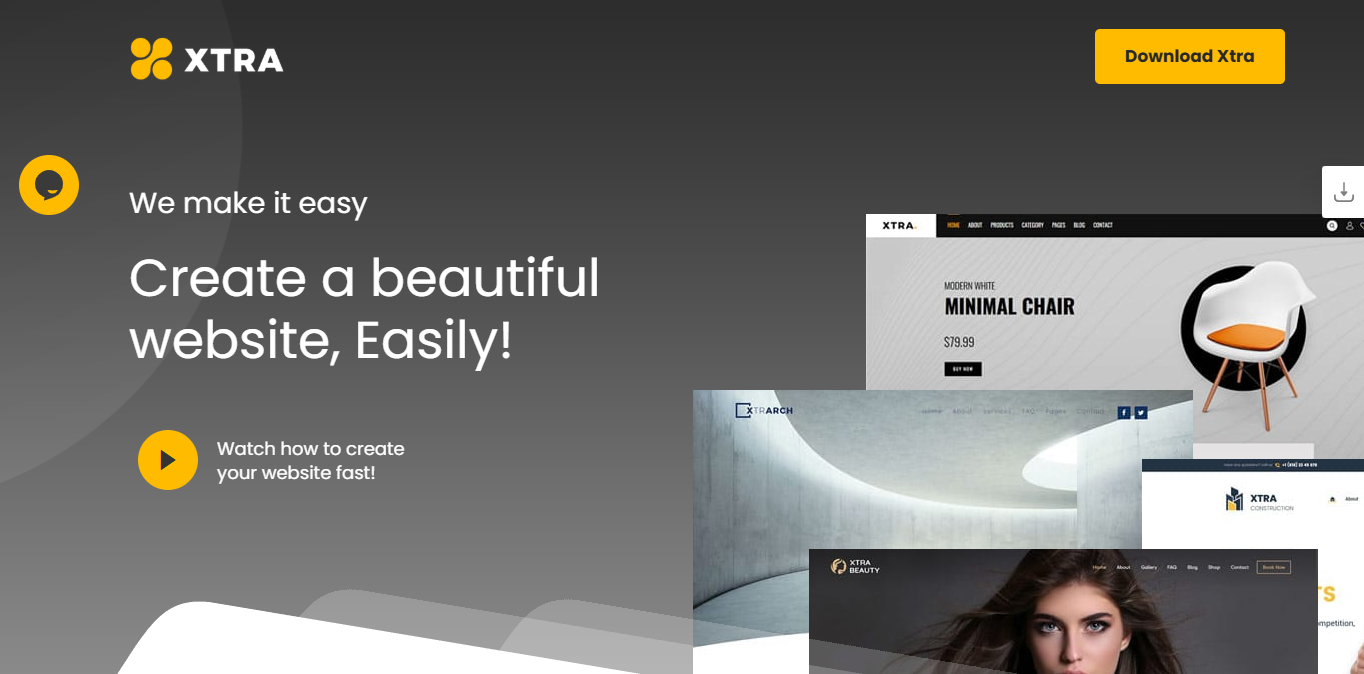 XTRA
Download Xtra
We make it easy
Create a beautiful
website, Easily!
Watch how to create
your website fast!
XTRA
HOME ABOUT PRODUCTS CATEGORY PAGES BLOG CONTACT
MODERN WHITE
MINIMAL CHAIR
$79.99
BUY NOW
XTRARCH
Home About Services FAQ Pages Contact
XTRA
CONSTRUCTION
About
TS
ompetition,
XTRA
BEAUTY
Home About Gallery FAQ Blog Shop Contact Book Now